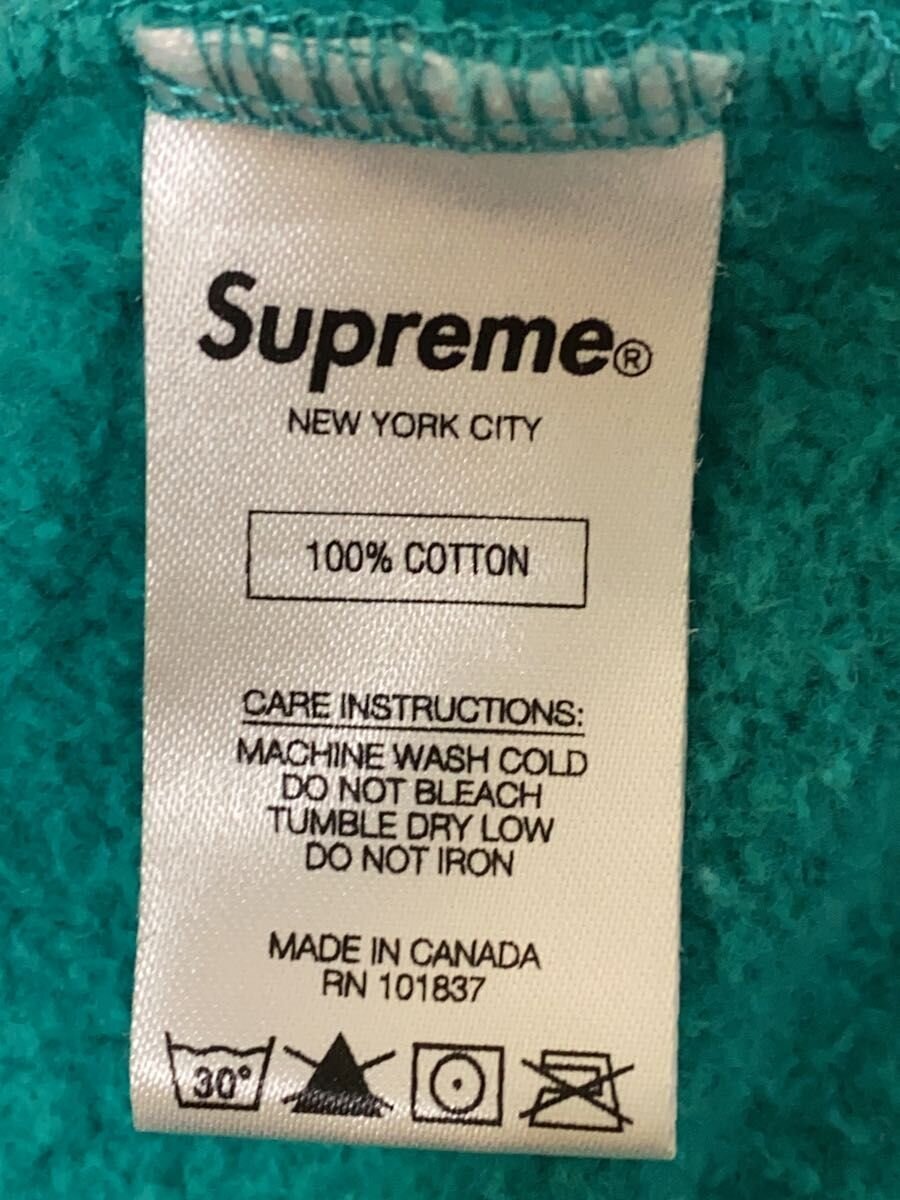 Supreme®
NEW YORK CITY
100% COTTON
CARE INSTRUCTIONS:
MACHINE WASH COLD
DO NOT BLEACH
TUMBLE DRY LOW
DO NOT IRON
MADE IN CANADA
RN 101837
30°